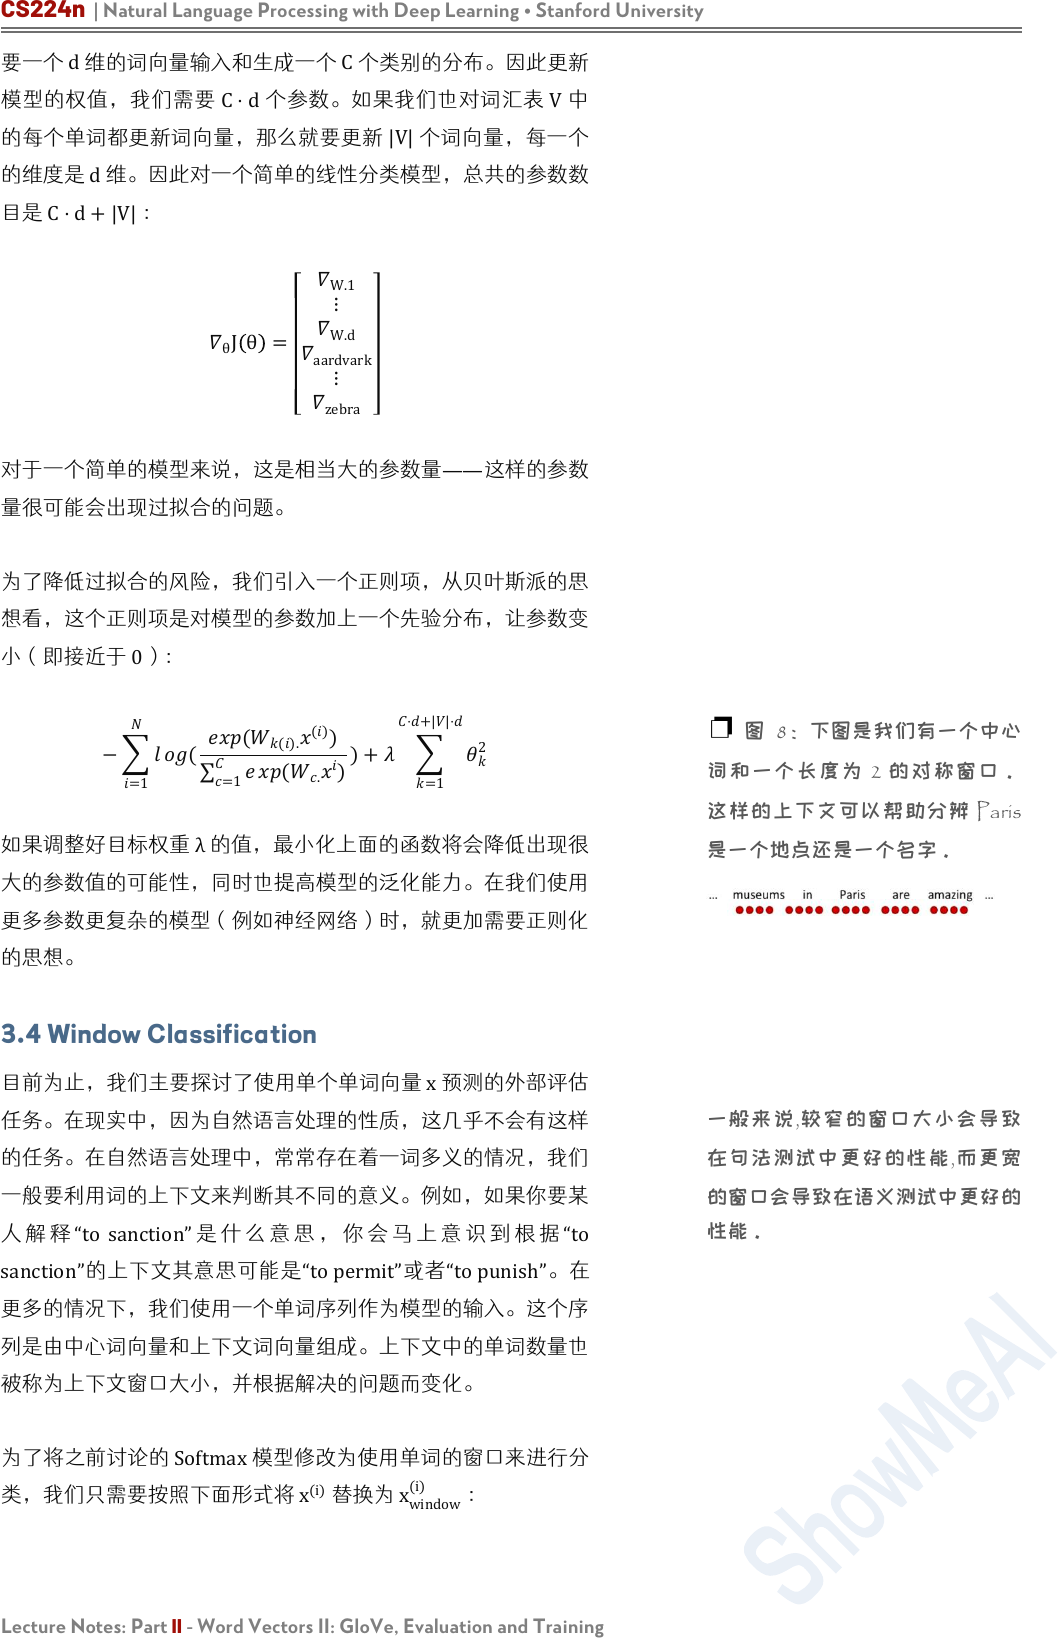 CS224n | Natural Language Processing with Deep Learning • Stanford University
要一个 d 维的词向量输入和生成一个 C 个类别的分布。因此更新
模型的权值，我们需要 C · d 个参数。如果我们也对词汇表 V 中
的每个单词都更新词向量，那么就要更新 |V| 个词向量，每一个
的维度是 d 维。因此对一个简单的线性分类模型，总共的参数数
目是 C · d + |V|：
∇_θ J(θ) = [ ∇_{W.1} ⋮ ∇_{W.d} ∇_{aardvark} ⋮ ∇_{zebra} ]
对于一个简单的模型来说，这是相当大的参数量——这样的参数
量很可能会出现过拟合的问题。
为了降低过拟合的风险，我们引入一个正则项，从贝叶斯派的思
想看，这个正则项是对模型的参数加上一个先验分布，让参数变
小（即接近于 0）：
−∑_{i=1}^{N} log( exp(W_{k(i).}x^{(i)}) / ∑_{c=1}^{C} exp(W_{c.}x^{i}) ) + λ ∑_{k=1}^{C·d+|V|·d} θ_k^2
如果调整好目标权重 λ 的值，最小化上面的函数将会降低出现很
大的参数值的可能性，同时也提高模型的泛化能力。在我们使用
更多参数更复杂的模型（例如神经网络）时，就更加需要正则化
的思想。
❐ 图 8：下图是我们有一个中心
词和一个长度为 2 的对称窗口．
这样的上下文可以帮助分辨 Paris
是一个地点还是一个名字．
... museums in Paris are amazing ...
3.4 Window Classification
目前为止，我们主要探讨了使用单个单词向量 x 预测的外部评估
任务。在现实中，因为自然语言处理的性质，这几乎不会有这样
的任务。在自然语言处理中，常常存在着一词多义的情况，我们
一般要利用词的上下文来判断其不同的意义。例如，如果你要某
人解释“to sanction”是什么意思，你会马上意识到根据“to
sanction”的上下文其意思可能是“to permit”或者“to punish”。在
更多的情况下，我们使用一个单词序列作为模型的输入。这个序
列是由中心词向量和上下文词向量组成。上下文中的单词数量也
被称为上下文窗口大小，并根据解决的问题而变化。
一般来说,较窄的窗口大小会导致
在句法测试中更好的性能,而更宽
的窗口会导致在语义测试中更好的
性能．
为了将之前讨论的 Softmax 模型修改为使用单词的窗口来进行分
类，我们只需要按照下面形式将 x^{(i)} 替换为 x_{window}^{(i)}：
ShowMeAI
Lecture Notes: Part II - Word Vectors II: GloVe, Evaluation and Training